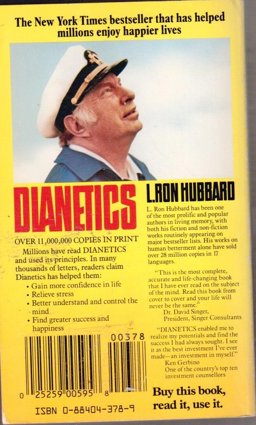 The New York Times bestseller that has helped
millions enjoy happier lives
DIANETICS
L. RON HUBBARD
OVER 11,000,000 COPIES IN PRINT
Millions have read DIANETICS
and used its principles. In many
thousands of letters, readers claim
Dianetics has helped them:
• Gain more confidence in life
• Relieve stress
• Better understand and control the
mind
• Find greater success and
happiness
L. Ron Hubbard has been one
of the most prolific and popular
authors in living memory, with
both his fiction and non-fiction
works routinely appearing on
major bestseller lists. His works on
human betterment alone have sold
over 28 million copies in 17
languages.
"This is the most complete,
accurate and life-changing book
that I have ever read on the subject
of the mind. Read this book from
cover to cover and your life will
never be the same."
Dr. David Singer,
President, Singer Consultants
"DIANETICS enabled me to
realize my potentials and find the
success I had always sought. I see
it as the best investment I've ever
made—an investment in myself."
Ken Gerbino
One of the country's top ten
investment counsellors
Buy this book,
read it, use it.
00378
0 25259 00595 8
ISBN 0-88404-378-9